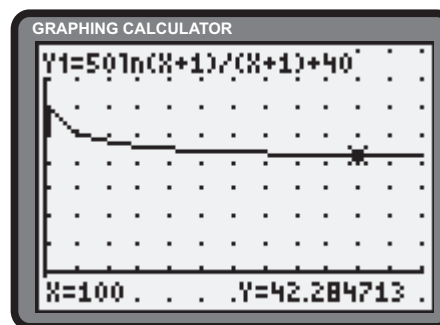 GRAPHING CALCULATOR
Y1=50ln(X+1)/(X+1)+40
X=100 Y=42.284713